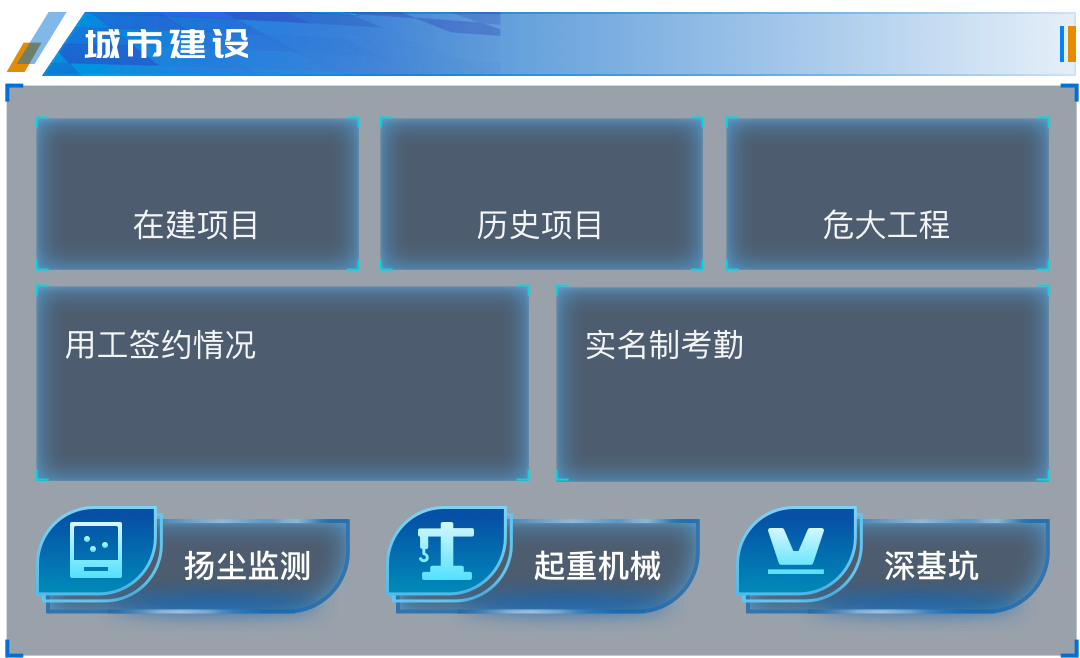 城市建设
在建项目
历史项目
危大工程
用工签约情况
实名制考勤
扬尘监测
起重机械
深基坑